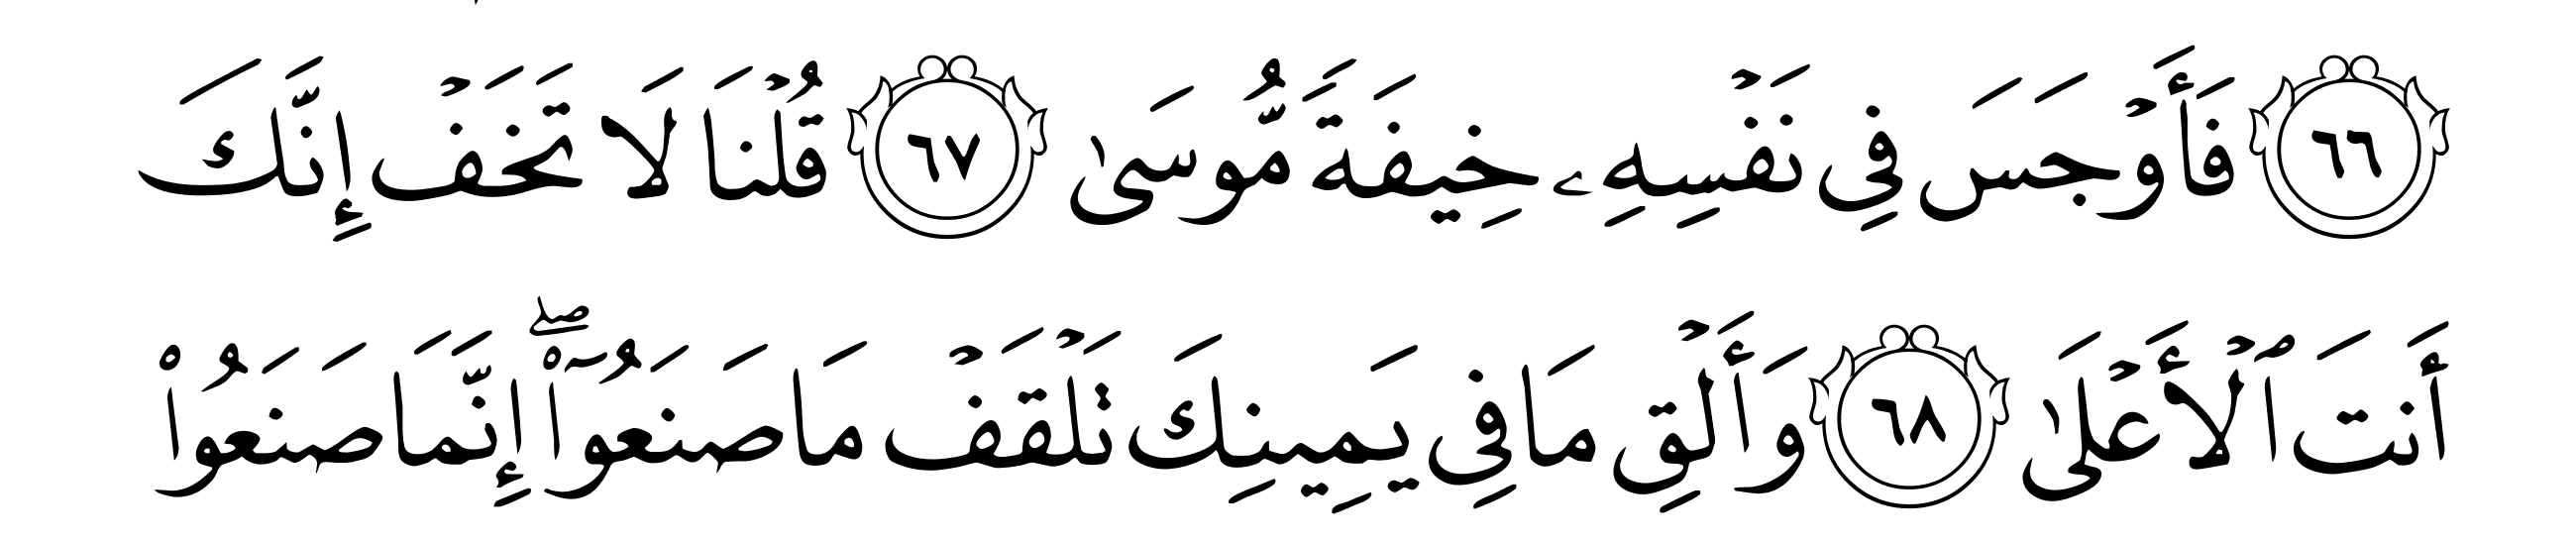 ٦٦ فَأَوْجَسَ فِى نَفْسِهِۦ خِيفَةً مُّوسَىٰ ٦٧ قُلْنَا لَا تَخَفْ إِنَّكَ
أَنتَ ٱلْأَعْلَىٰ ٦٨ وَأَلْقِ مَا فِى يَمِينِكَ تَلْقَفْ مَا صَنَعُوٓا۟ ۖ إِنَّمَا صَنَعُوا۟